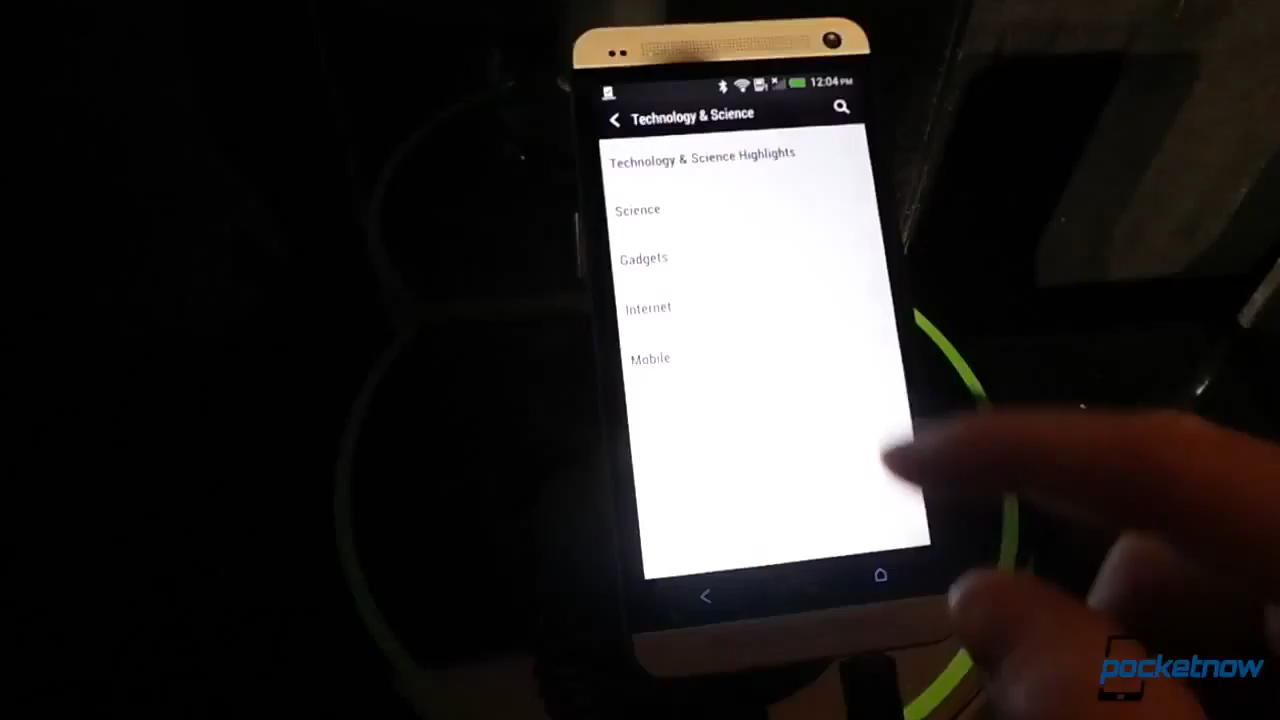 12:04 PM
Technology & Science
Technology & Science Highlights
Science
Gadgets
Internet
Mobile
pocketnow